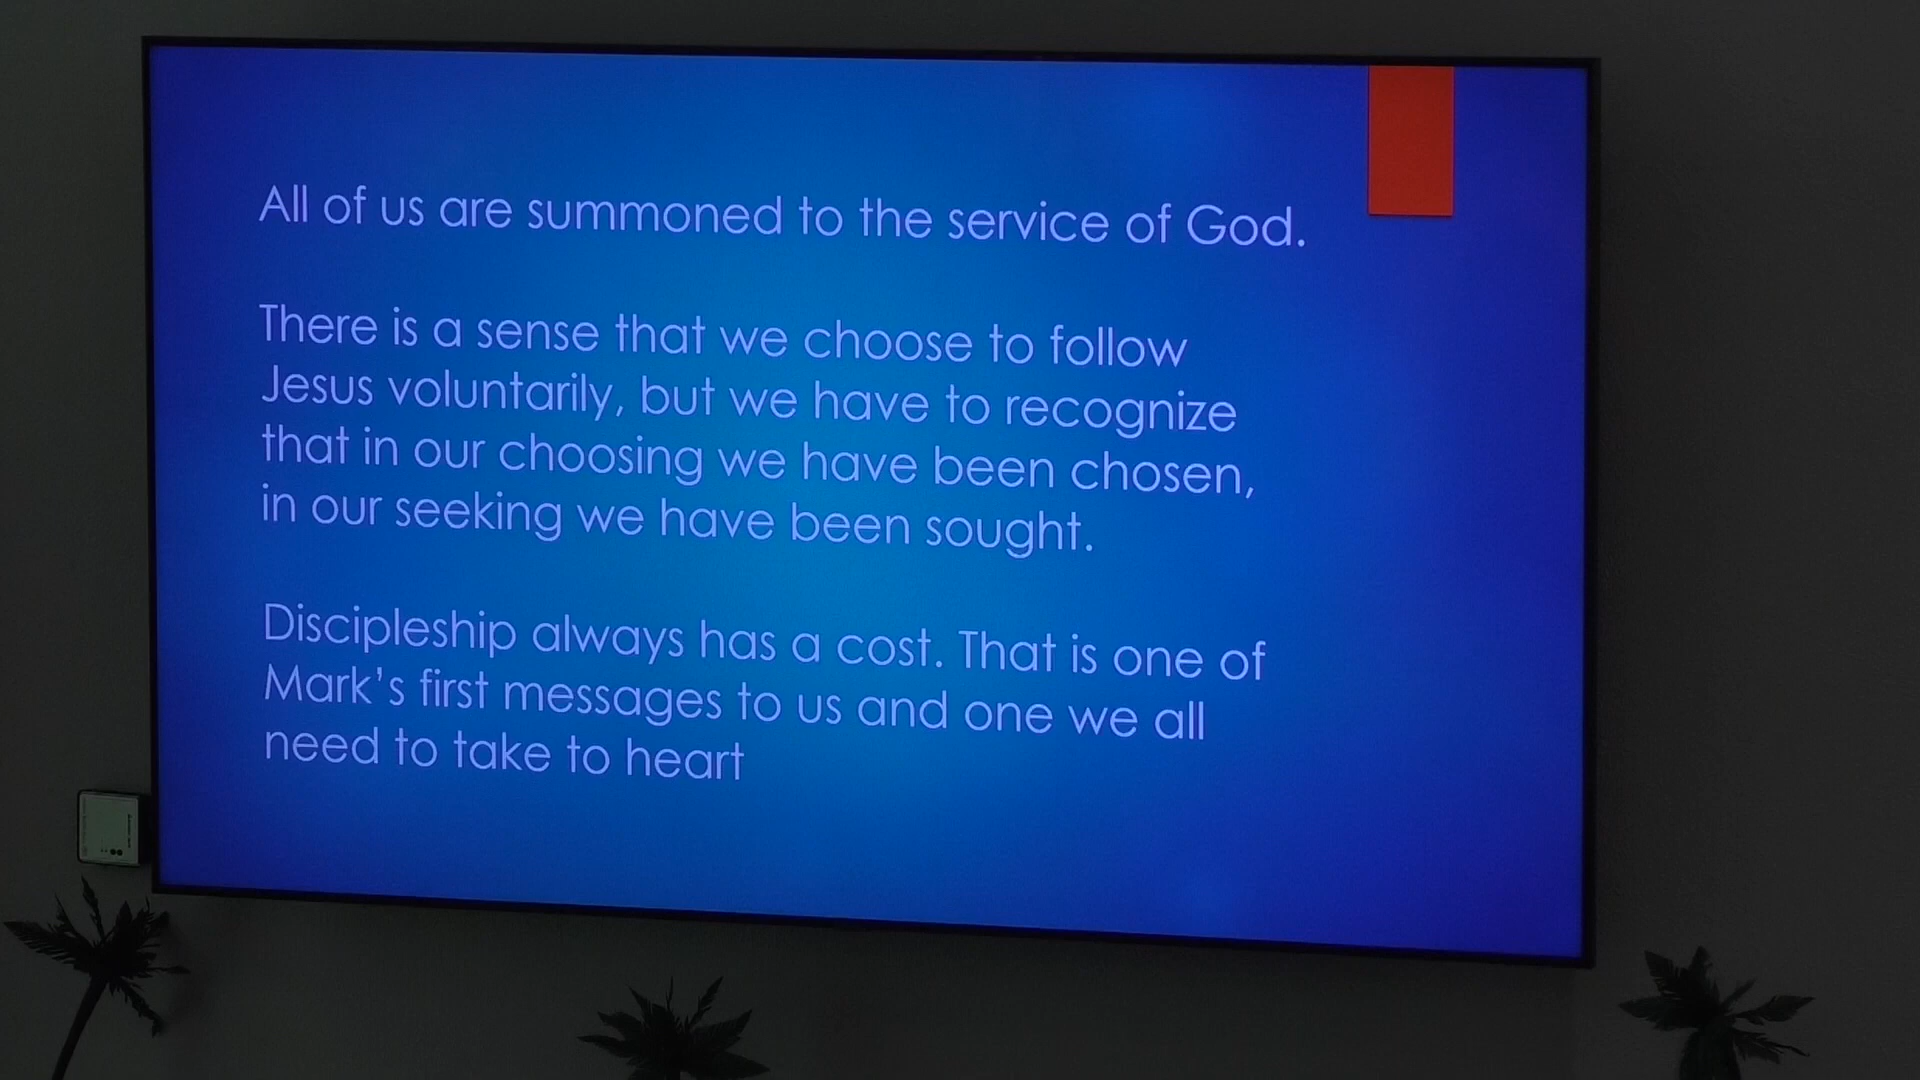 All of us are summoned to the service of God.
There is a sense that we choose to follow
Jesus voluntarily, but we have to recognize
that in our choosing we have been chosen,
in our seeking we have been sought.
Discipleship always has a cost. That is one of
Mark's first messages to us and one we all
need to take to heart